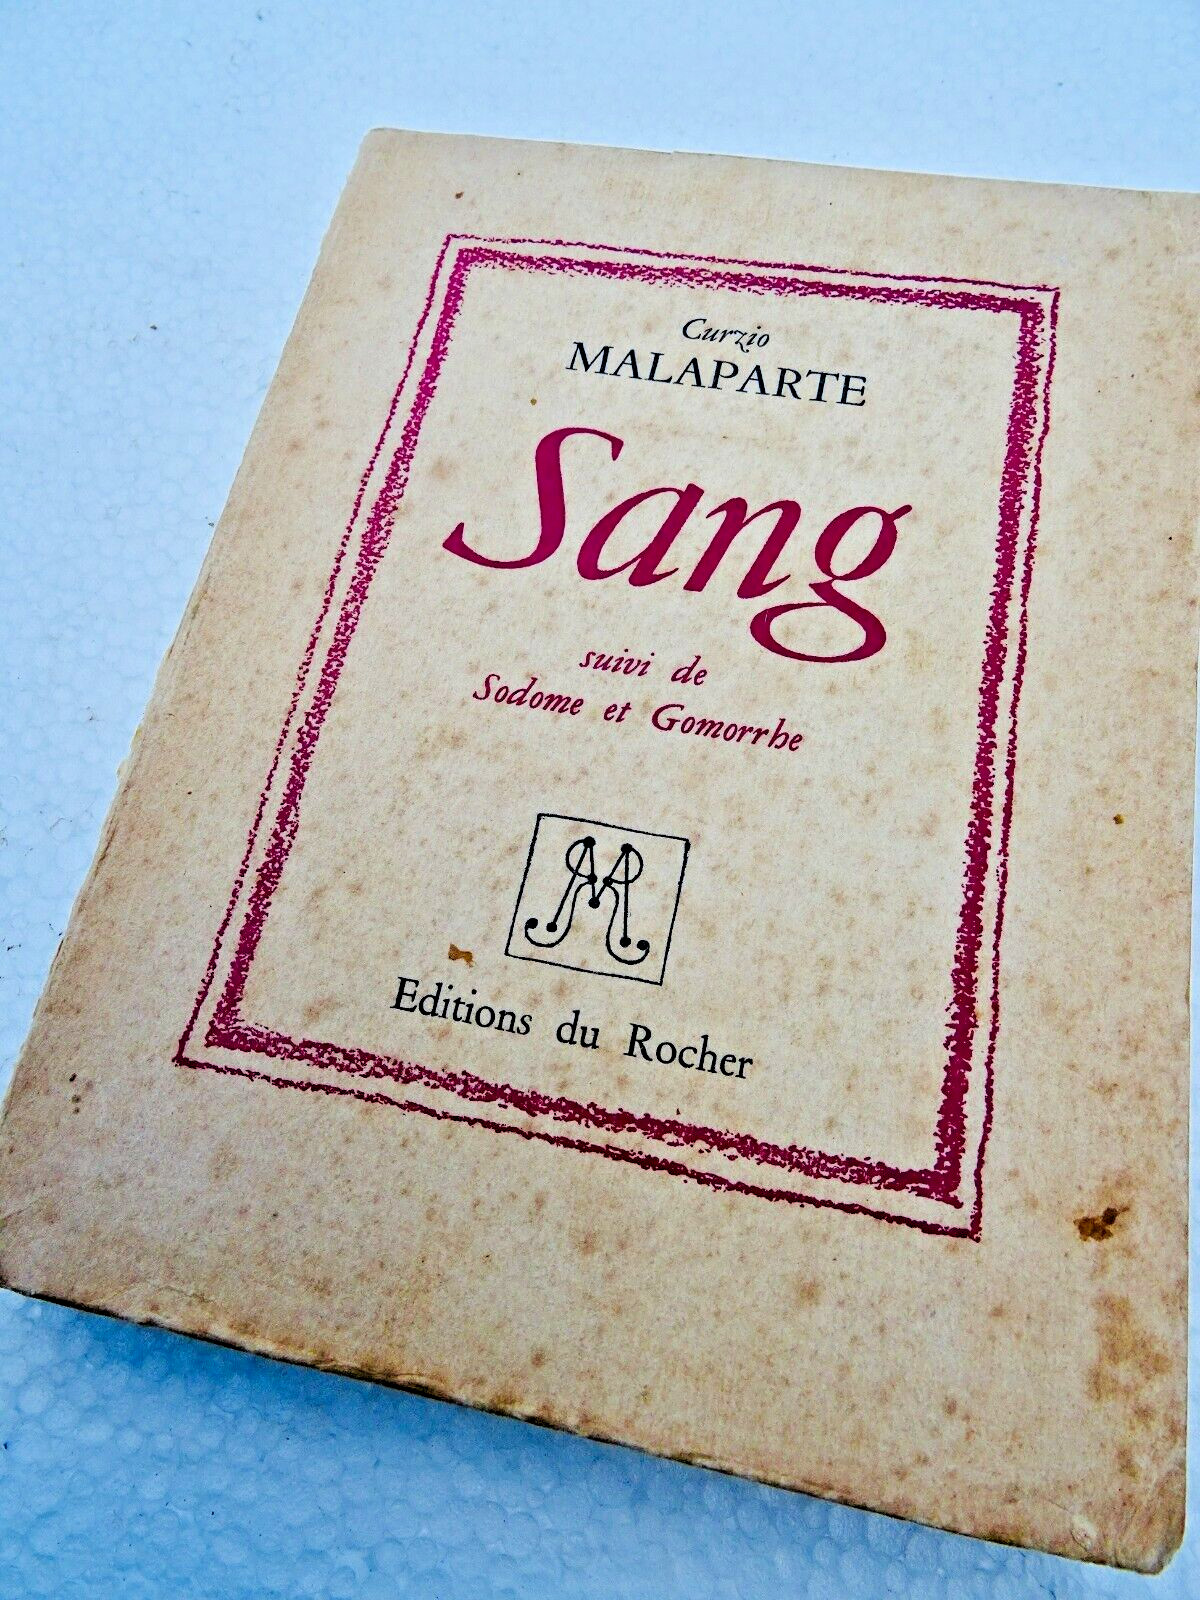 Curzio
MALAPARTE
Sang
suivi de
Sodome et Gomorrhe
Editions du Rocher